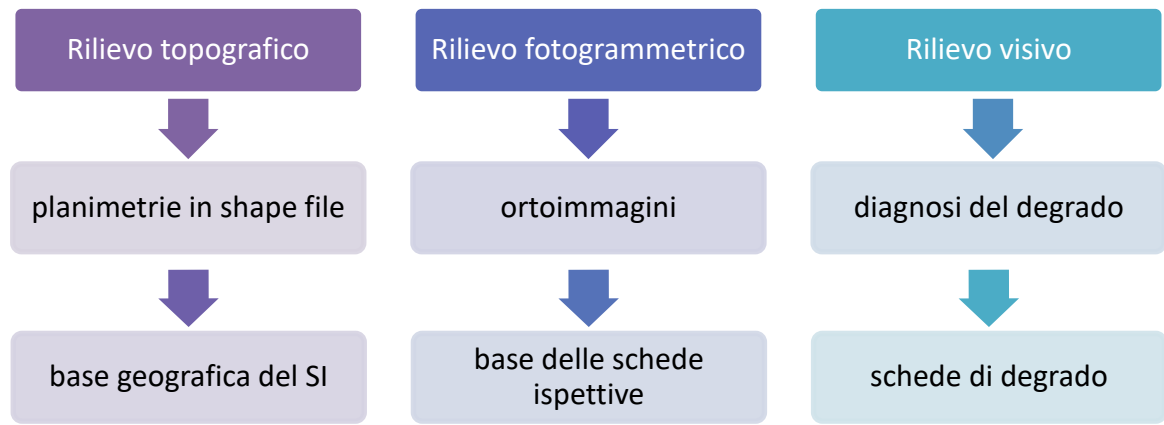 Rilievo topografico
planimetrie in shape file
base geografica del SI
Rilievo fotogrammetrico
ortoimmagini
base delle schede
ispettive
Rilievo visivo
diagnosi del degrado
schede di degrado